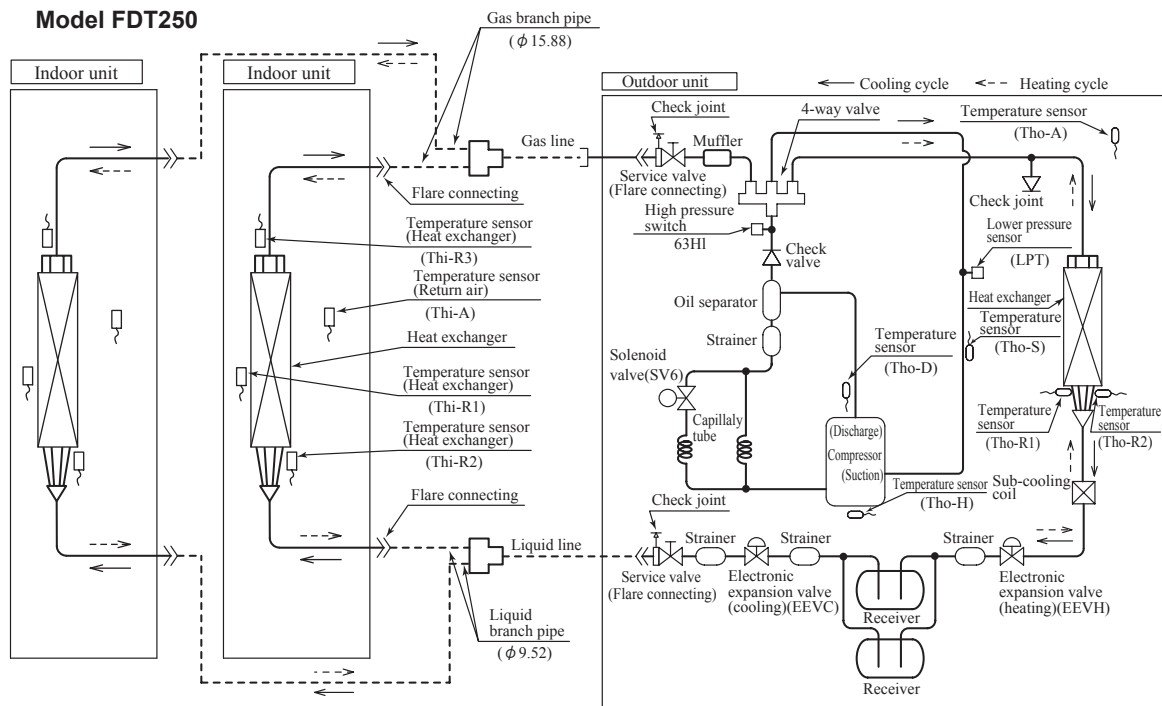 Model FDT250
Gas branch pipe
(ϕ 15.88)
Indoor unit
Indoor unit
Outdoor unit
Cooling cycle
Heating cycle
Check joint
4-way valve
Temperature sensor
(Tho-A)
Gas line
Muffler
Service valve
(Flare connecting)
Check joint
Flare connecting
High pressure
switch
63Hl
Lower pressure
sensor
(LPT)
Temperature sensor
(Heat exchanger)
(Thi-R3)
Check
valve
Temperature sensor
(Return air)
(Thi-A)
Oil separator
Heat exchanger
Temperature
sensor
(Tho-S)
Heat exchanger
Strainer
Temperature
sensor
(Tho-D)
Solenoid
valve(SV6)
Temperature sensor
(Heat exchanger)
(Thi-R1)
Capillaly
tube
Temperature
sensor
(Tho-R1)
Temperature
sensor
(Tho-R2)
Temperature sensor
(Heat exchanger)
(Thi-R2)
(Discharge)
Compressor
(Suction)
Temperature sensor
(Tho-H)
Sub-cooling
coil
Flare connecting
Check joint
Liquid line
Strainer
Strainer
Strainer
Service valve
(Flare connecting)
Electronic
expansion valve
(cooling)(EEVC)
Receiver
Electronic
expansion valve
(heating)(EEVH)
Liquid
branch pipe
(ϕ 9.52)
Receiver